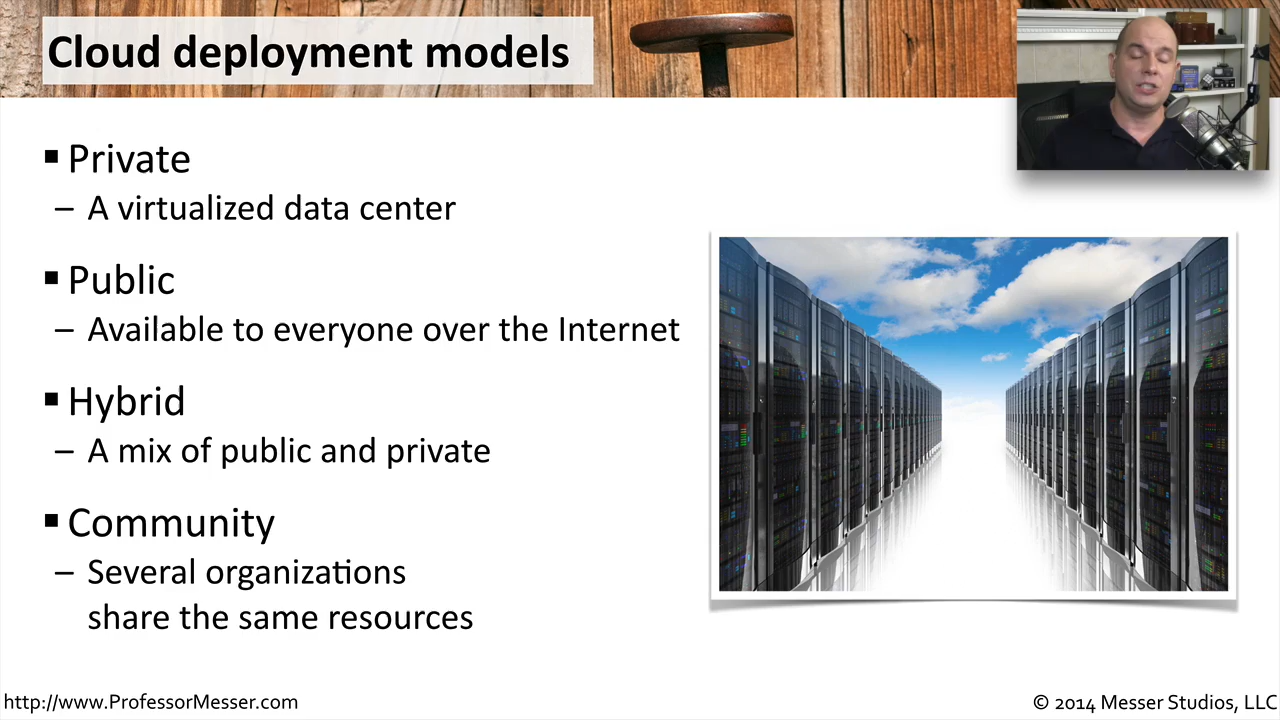 Cloud deployment models
▪ Private
– A virtualized data center
▪ Public
– Available to everyone over the Internet
▪ Hybrid
– A mix of public and private
▪ Community
– Several organizations
share the same resources
http://www.ProfessorMesser.com
© 2014 Messer Studios, LLC